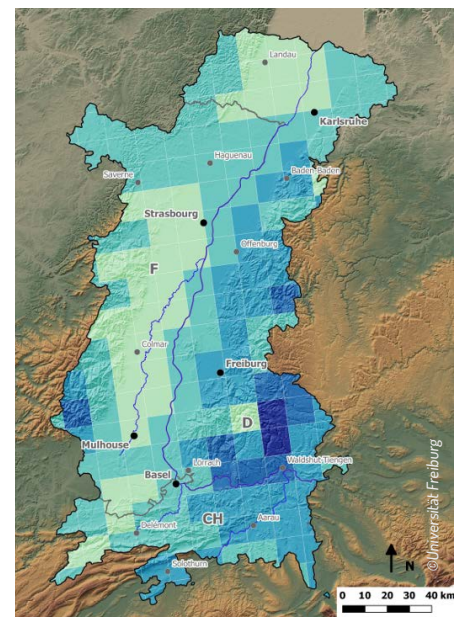 Landau
Karlsruhe
Haguenau
Saverne
Baden-Baden
Strasbourg
Offenburg
F
Colmar
Freiburg
D
Mulhouse
Lörrach
Waldshut-Tiengen
Basel
CH
Aarau
Delémont
Solothurn
N
0 10 20 30 40 km
©Universität Freiburg